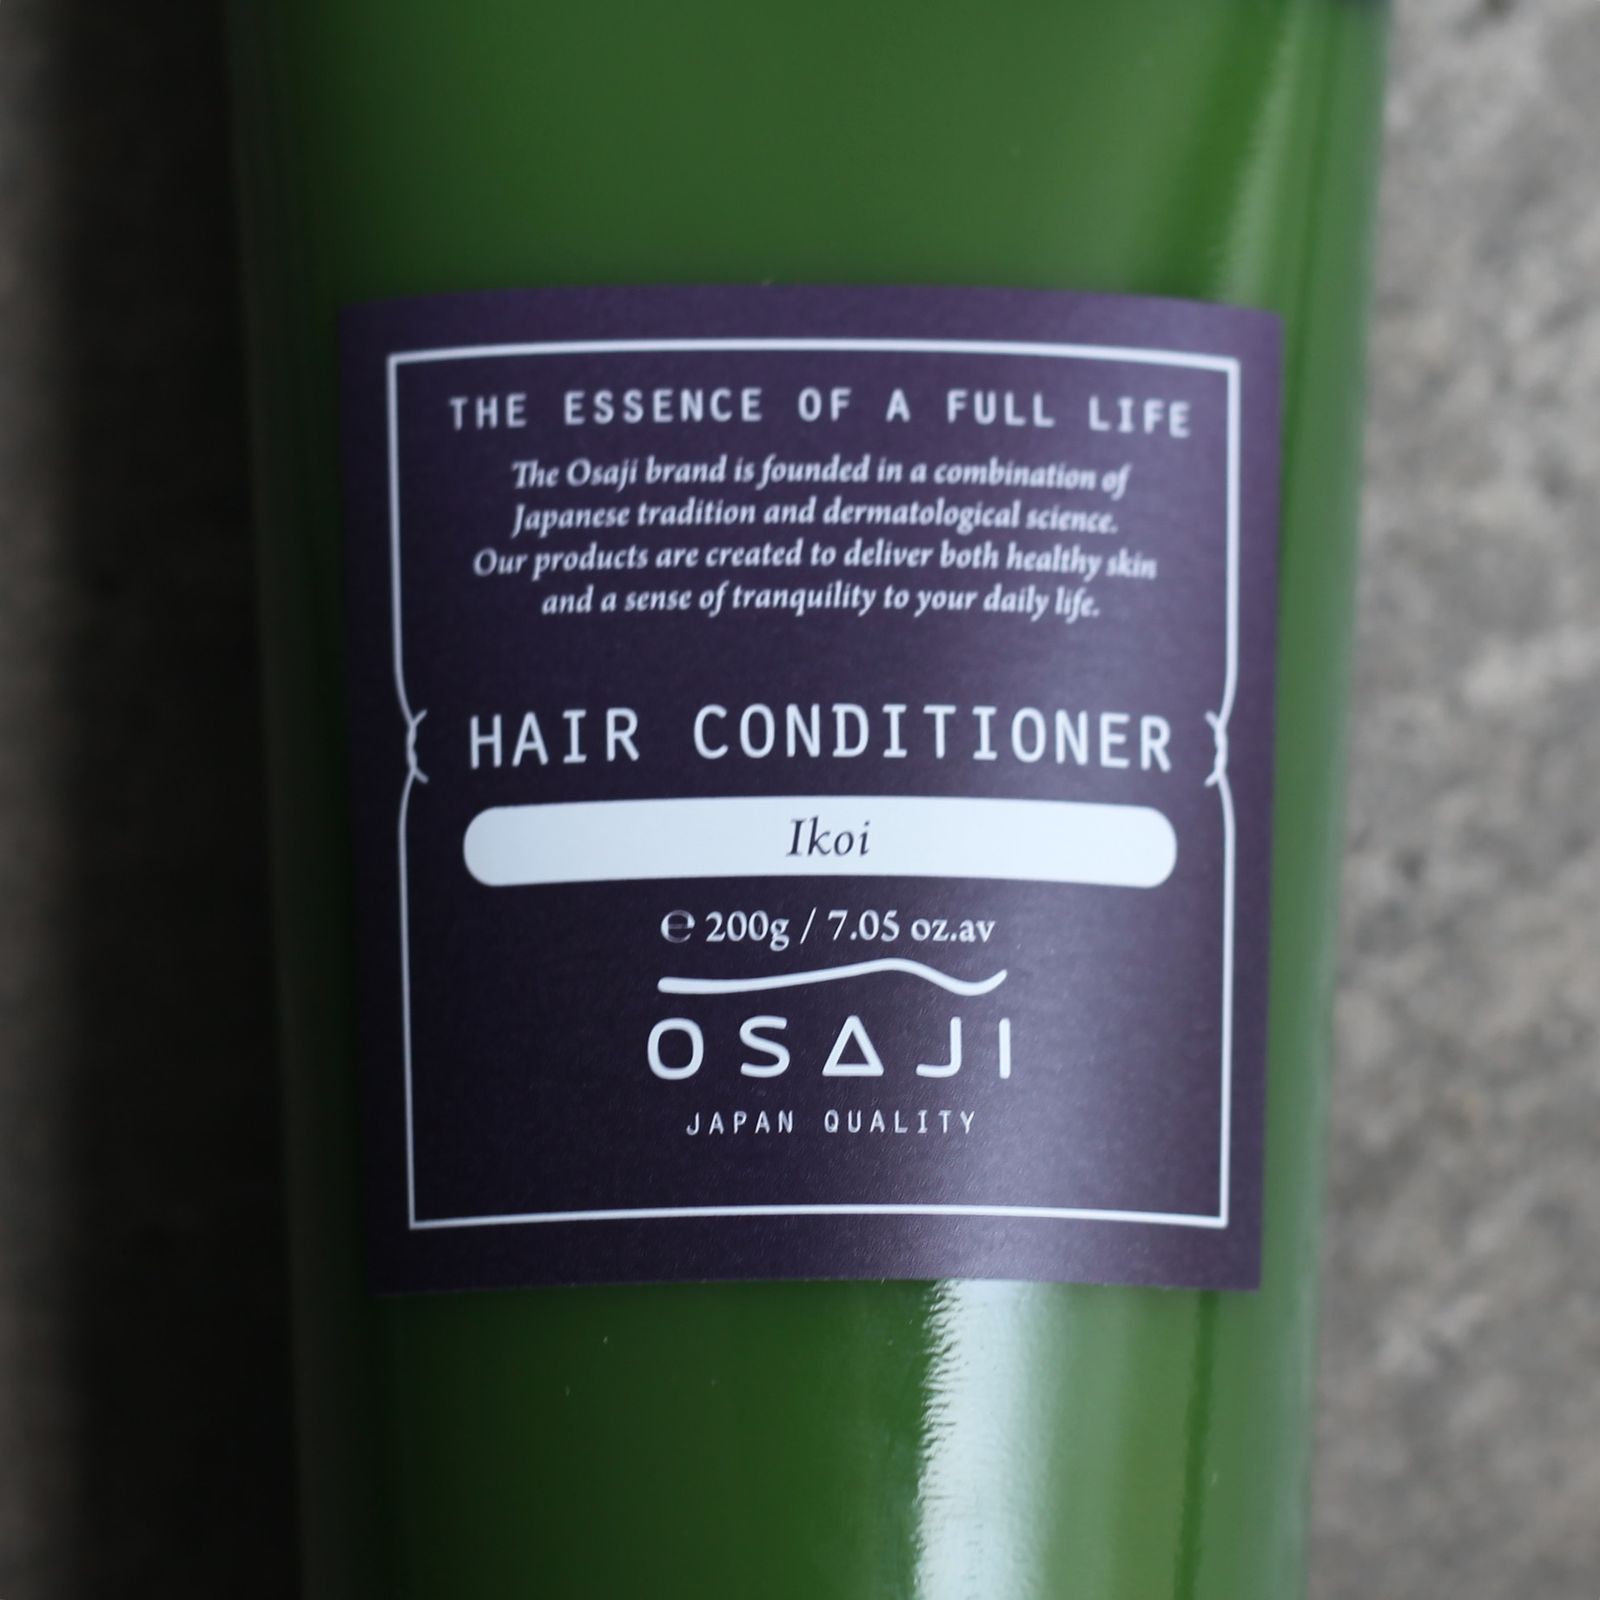 THE ESSENCE OF A FULL LIFE
The Osaji brand is founded in a combination of
Japanese tradition and dermatological science.
Our products are created to deliver both healthy skin
and a sense of tranquility to your daily life.
HAIR CONDITIONER
Ikoi
℮ 200g / 7.05 oz.av
OSAJI
JAPAN QUALITY